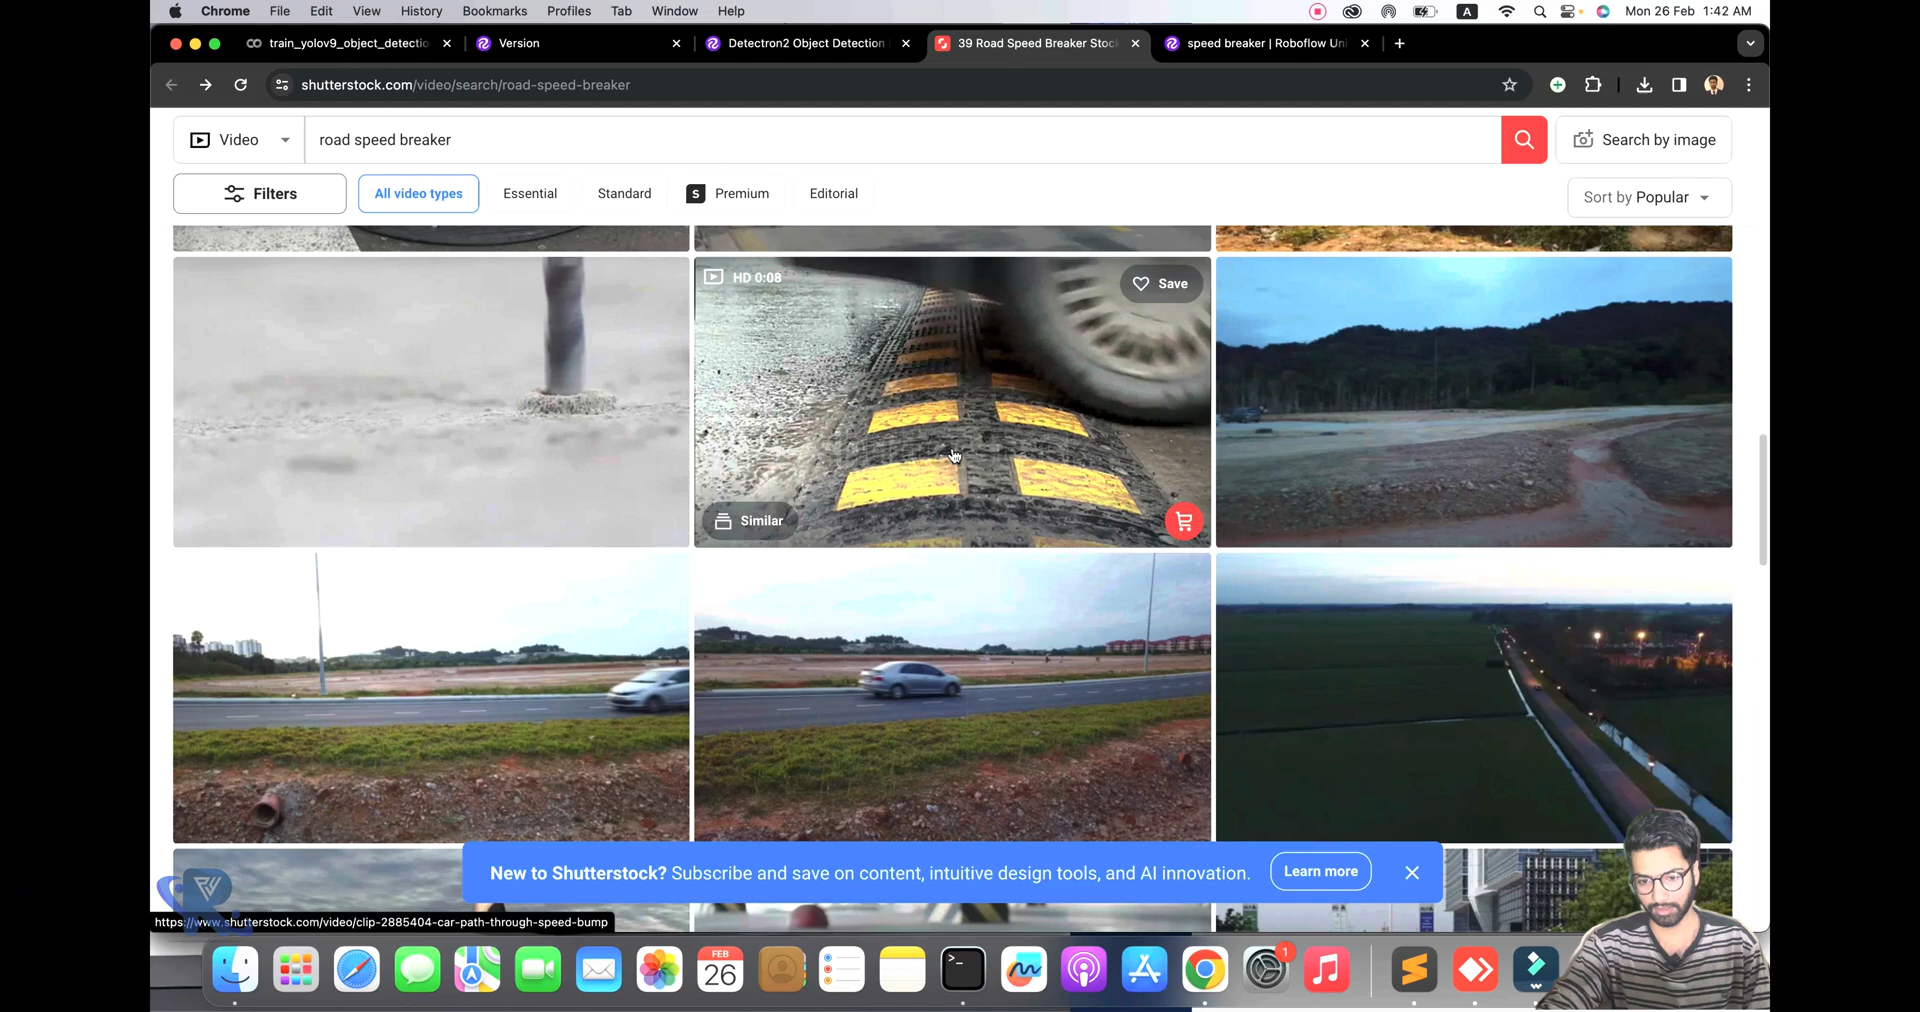 Chrome File Edit View History Bookmarks Profiles Tab Window Help A Mon 26 Feb 1:42 AM
train_yolov9_object_detectio Version Detectron2 Object Detection 39 Road Speed Breaker Stoc speed breaker | Roboflow Uni
shutterstock.com/video/search/road-speed-breaker
Video road speed breaker Search by image
Filters All video types Essential Standard S Premium Editorial Sort by Popular
HD 0:08 Save
Similar
New to Shutterstock? Subscribe and save on content, intuitive design tools, and AI innovation. Learn more
https://www.shutterstock.com/video/clip-2885404-car-path-through-speed-bump
FEB
26
>_
1